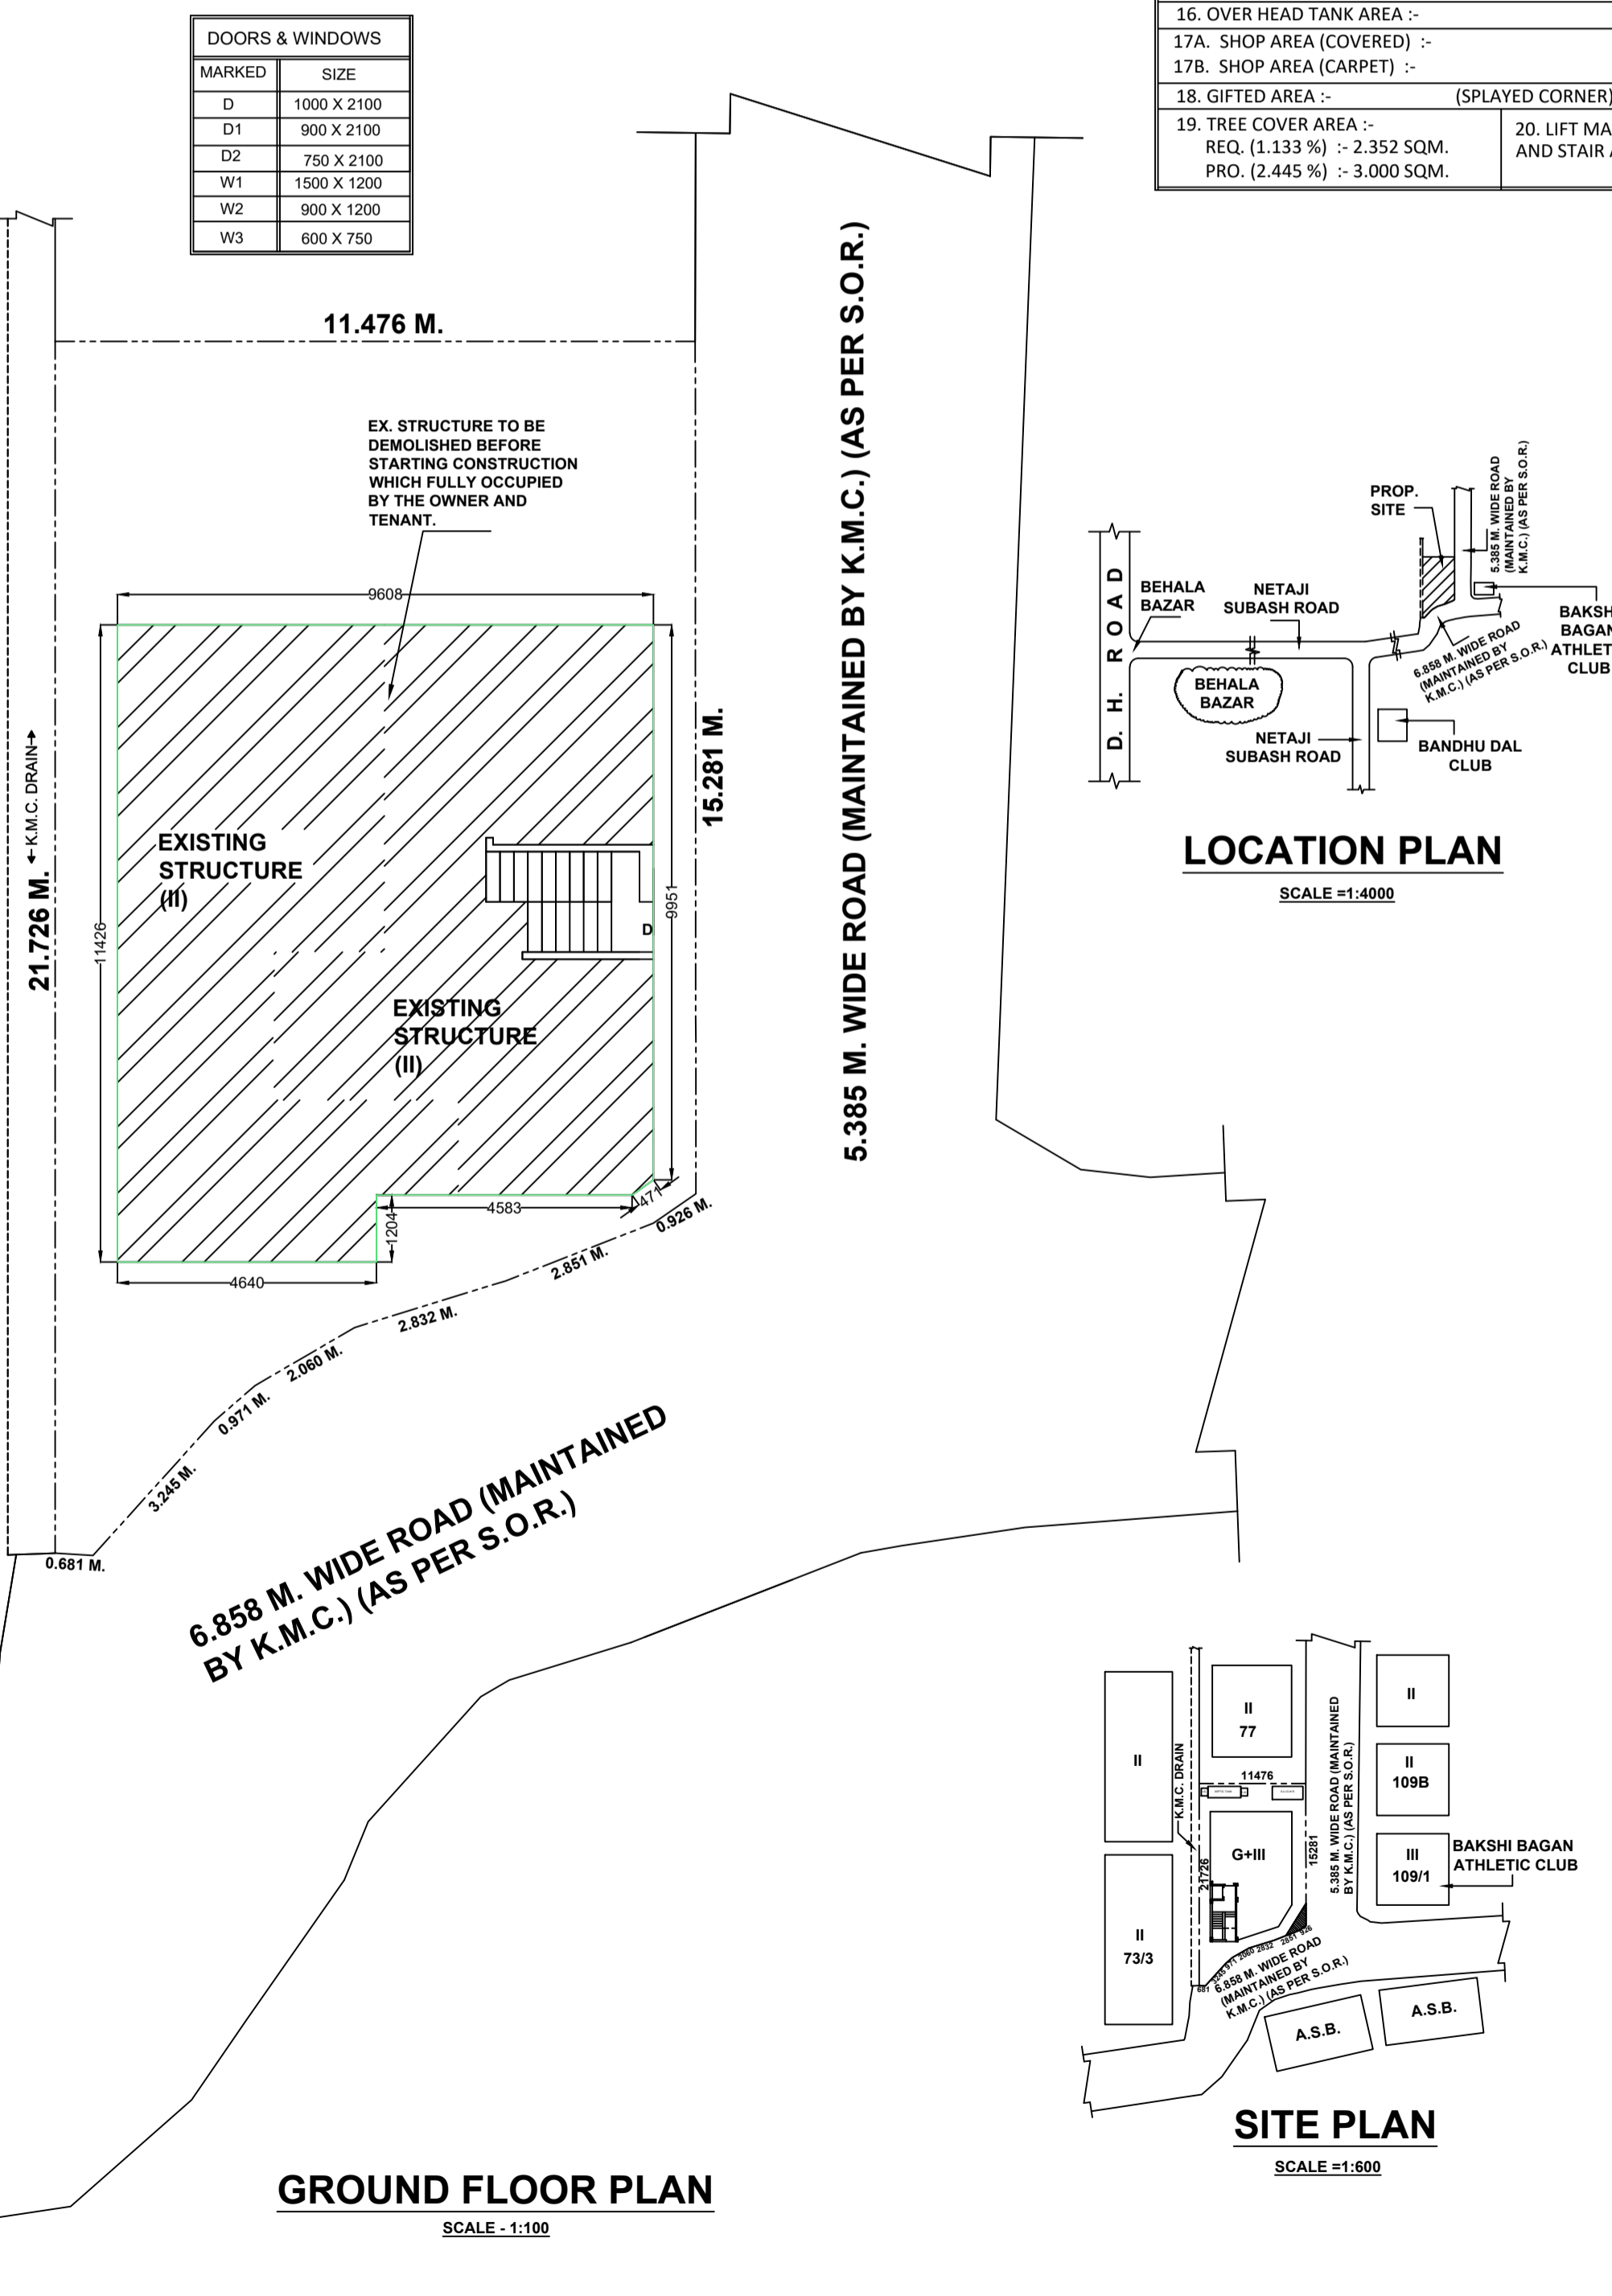 DOORS & WINDOWS
MARKED SIZE
D 1000 X 2100
D1 900 X 2100
D2 750 X 2100
W1 1500 X 1200
W2 900 X 1200
W3 600 X 750
16. OVER HEAD TANK AREA :-
17A. SHOP AREA (COVERED) :-
17B. SHOP AREA (CARPET) :-
18. GIFTED AREA :- (SPLAYED CORNER)
19. TREE COVER AREA :-
REQ. (1.133 %) :- 2.352 SQM.
PRO. (2.445 %) :- 3.000 SQM.
20. LIFT MA
AND STAIR
11.476 M.
EX. STRUCTURE TO BE
DEMOLISHED BEFORE
STARTING CONSTRUCTION
WHICH FULLY OCCUPIED
BY THE OWNER AND
TENANT.
9608
K.M.C. DRAIN
21.726 M.
11426
EXISTING
STRUCTURE
(II)
D
9951
15.281 M.
EXISTING
STRUCTURE
(II)
5.385 M. WIDE ROAD (MAINTAINED BY K.M.C.) (AS PER S.O.R.)
4583
1204
471
4640
0.926 M.
2.851 M.
2.832 M.
2.060 M.
0.971 M.
3.245 M.
0.681 M.
6.858 M. WIDE ROAD (MAINTAINED
BY K.M.C.) (AS PER S.O.R.)
GROUND FLOOR PLAN
SCALE - 1:100
PROP.
SITE
5.385 M. WIDE ROAD
(MAINTAINED BY
K.M.C.) (AS PER S.O.R.)
D. H. ROAD
BEHALA
BAZAR
NETAJI
SUBASH ROAD
BAKSH
BAGAN
ATHLET
CLUB
6.858 M. WIDE ROAD
(MAINTAINED BY
K.M.C.) (AS PER S.O.R.)
BEHALA
BAZAR
NETAJI
SUBASH ROAD
BANDHU DAL
CLUB
LOCATION PLAN
SCALE =1:4000
II
II
77
II
K.M.C. DRAIN
11476
5.385 M. WIDE ROAD (MAINTAINED
BY K.M.C.) (AS PER S.O.R.)
II
109B
G+III
21726
15281
III
109/1
BAKSHI BAGAN
ATHLETIC CLUB
II
73/3
681
3245 971 2060 2832 2851 926
6.858 M. WIDE ROAD
(MAINTAINED BY
K.M.C.) (AS PER S.O.R.)
A.S.B.
A.S.B.
SITE PLAN
SCALE =1:600